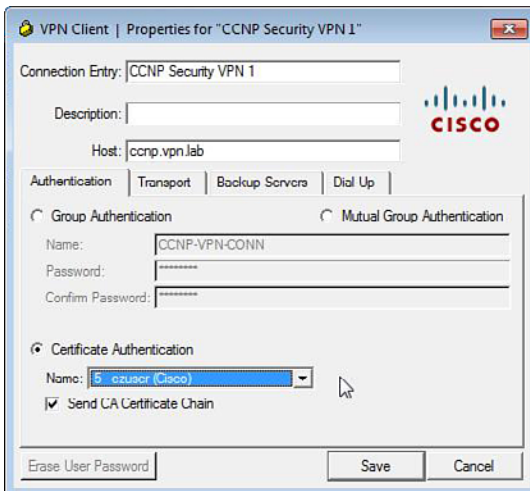 VPN Client | Properties for "CCNP Security VPN 1"
Connection Entry: CCNP Security VPN 1
Description:
Host: ccnp.vpn.lab
CISCO
Authentication Transport Backup Servers Dial Up
Group Authentication Mutual Group Authentication
Name: CCNP-VPN-CONN
Password: ********
Confirm Password: ********
Certificate Authentication
Name: 5 ezuser (Cisco)
Send CA Certificate Chain
Erase User Password Save Cancel